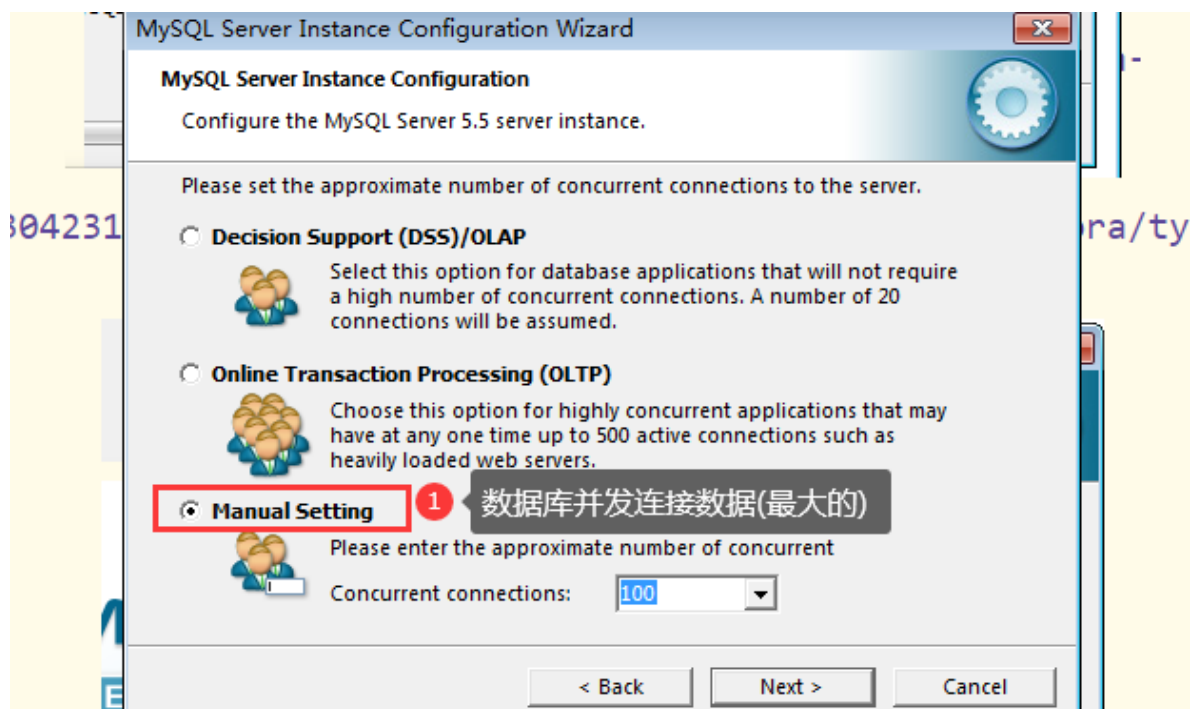 MySQL Server Instance Configuration Wizard
MySQL Server Instance Configuration
Configure the MySQL Server 5.5 server instance.
Please set the approximate number of concurrent connections to the server.
304231
ora/ty
Decision Support (DSS)/OLAP
Select this option for database applications that will not require
a high number of concurrent connections. A number of 20
connections will be assumed.
Online Transaction Processing (OLTP)
Choose this option for highly concurrent applications that may
have at any one time up to 500 active connections such as
heavily loaded web servers.
Manual Setting 1 数据库并发连接数据(最大的)
Please enter the approximate number of concurrent
Concurrent connections: 100
< Back Next > Cancel